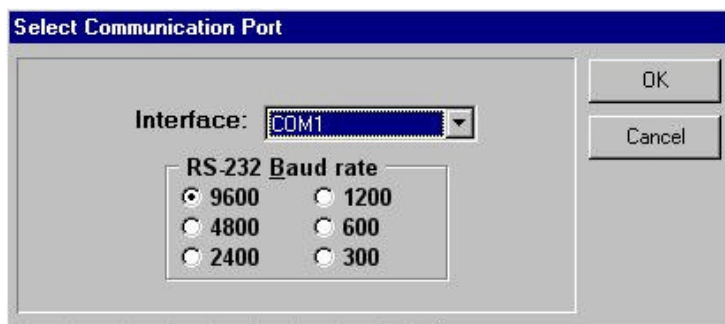 Select Communication Port
OK
Interface: COM1
Cancel
RS-232 Baud rate
9600 1200
4800 600
2400 300